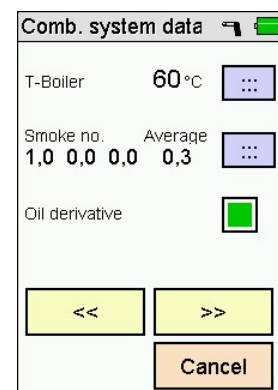 Comb. system data
T-Boiler 60 °C :::
Smoke no. Average
1,0 0,0 0,0 0,3 :::
Oil derivative
<< >>
Cancel